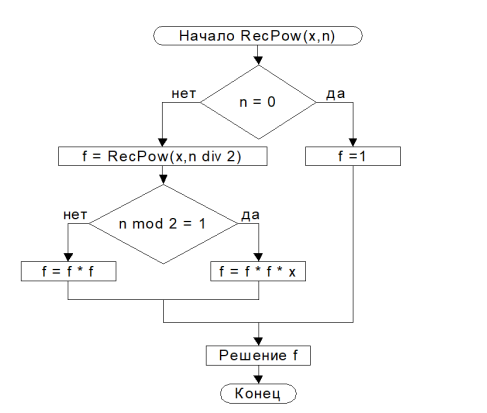 Начало RecPow(x,n)
нет
n = 0
да
f = RecPow(x,n div 2)
f =1
нет
n mod 2 = 1
да
f = f * f
f = f * f * x
Решение f
Конец